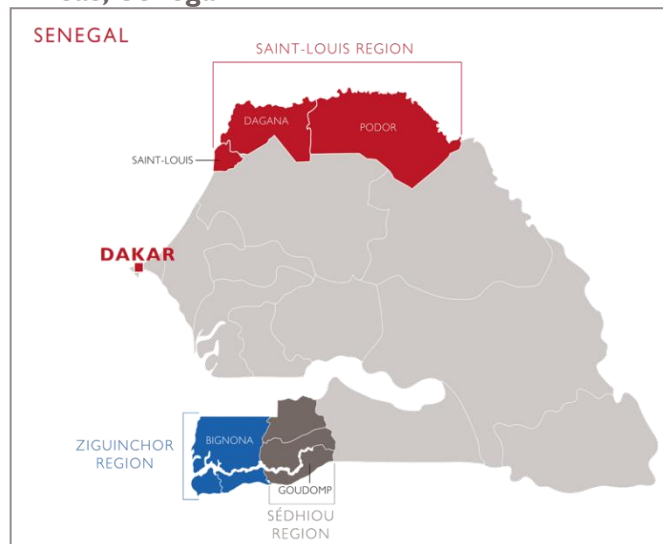 SENEGAL
SAINT-LOUIS REGION
DAGANA
PODOR
SAINT-LOUIS
DAKAR
BIGNONA
ZIGUINCHOR
REGION
GOUDOMP
SÉDHIOU
REGION